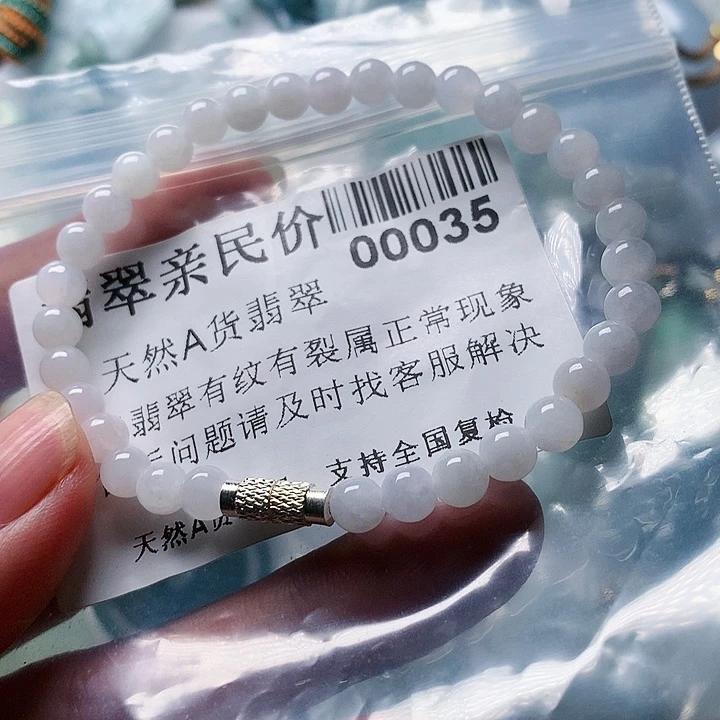 翡翠亲民价
00035
天然A货翡翠
翡翠有纹有裂属正常现象
问题请及时找客服解决
支持全国复检
天然A货